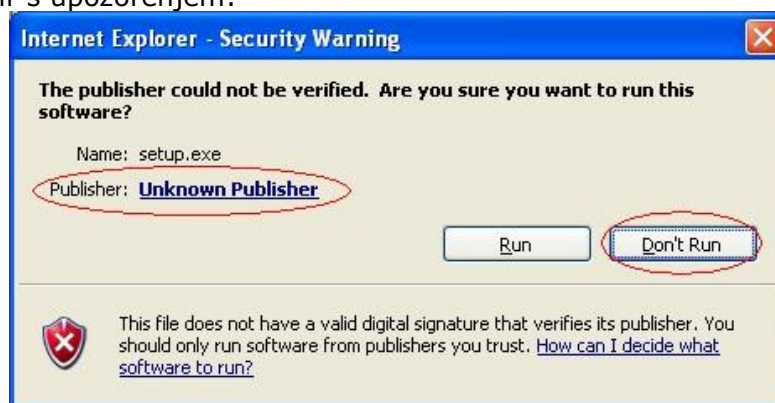 s upozorenjem:
Internet Explorer - Security Warning
The publisher could not be verified. Are you sure you want to run this
software?
Name: setup.exe
Publisher: Unknown Publisher
Run
Don't Run
This file does not have a valid digital signature that verifies its publisher. You
should only run software from publishers you trust. How can I decide what
software to run?